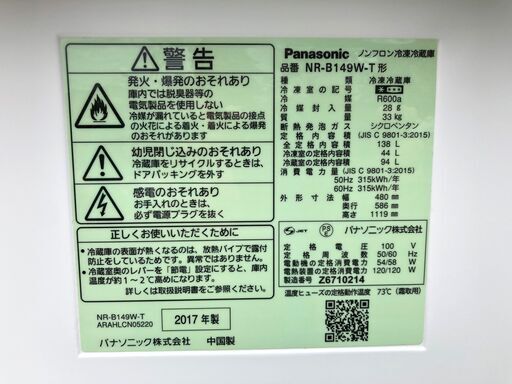 警告
発火・爆発のおそれあり
庫内では脱臭器等の
電気製品を使用しない
冷媒が漏れていると電気製品の接点
の火花による着火・爆発
のおそれがあります
幼児閉じ込めのおそれあり
冷蔵庫をリサイクルするときは、
ドアパッキングを外す
感電のおそれあり
お手入れのときは、
必ず電源プラグを抜く
正しくお使いいただくために
・冷蔵庫の表面が熱くなるのは、放熱パイプで露付
防止をしているためです。異常ではありません。
・冷蔵室奥のレバーを「節電」設定にすると、庫内
温度が約1～2℃高めになります。
詳しくは取扱説明書をご覧ください。
NR-B149W-T
ARAHLCN05220
2017年製
パナソニック株式会社 中国製
Panasonic ノンフロン冷凍冷蔵庫
品番 NR-B149W-T形
種類 冷凍冷蔵庫
冷凍室の記号
冷媒 R600a
冷媒封入量 28g
質量 33kg
断熱発泡ガス シクロペンタン
定格内容積 (JIS C 9801-3:2015)
全定格内容積 138 L
冷凍室の定格内容積 44 L
冷蔵室の定格内容積 94 L
消費電力量 (JIS C 9801-3:2015)
50Hz 315kWh/年
60Hz 315kWh/年
外形寸法 幅 480㎜
奥行 586㎜
高さ 1119㎜
JET PSE パナソニック株式会社
定格電圧 100 V
定格周波数 50/60 Hz
電動機の定格消費電力 54/58 W
電熱装置の定格消費電力 120/120 W
製造番号 Z6710214
温度ヒューズの定格動作温度 73℃(霜取用)